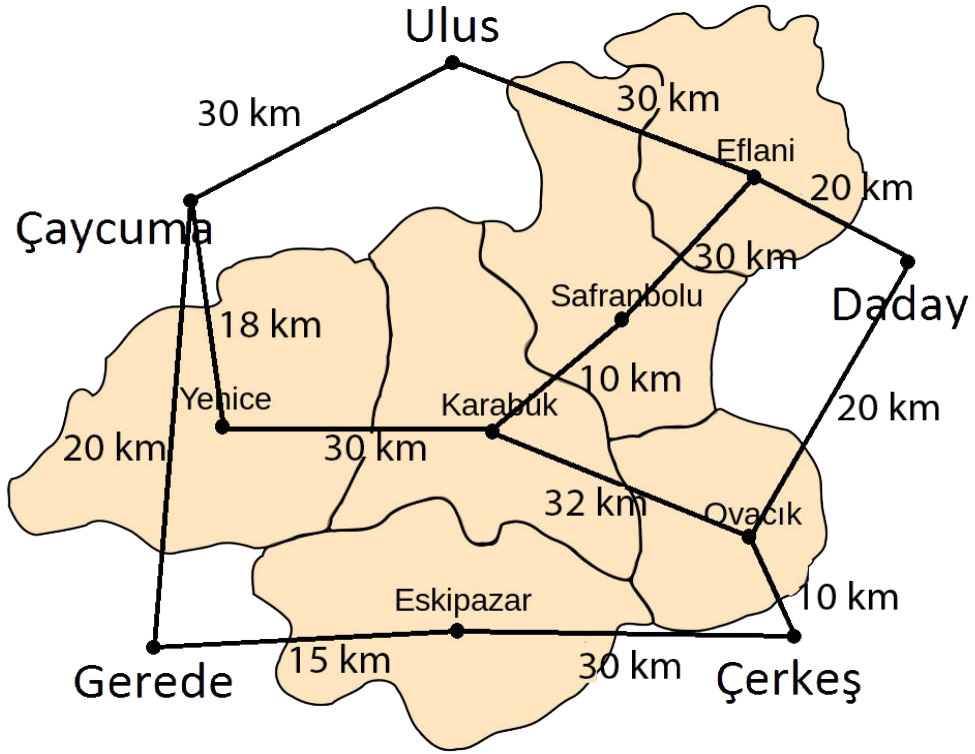 Ulus
30 km
30 km
Eflani
20 km
Çaycuma
30 km
Safranbolu
Daday
18 km
10 km
Yenice
Karabük
20 km
20 km
30 km
32 km
Ovacık
Eskipazar
10 km
15 km
30 km
Gerede
Çerkeş